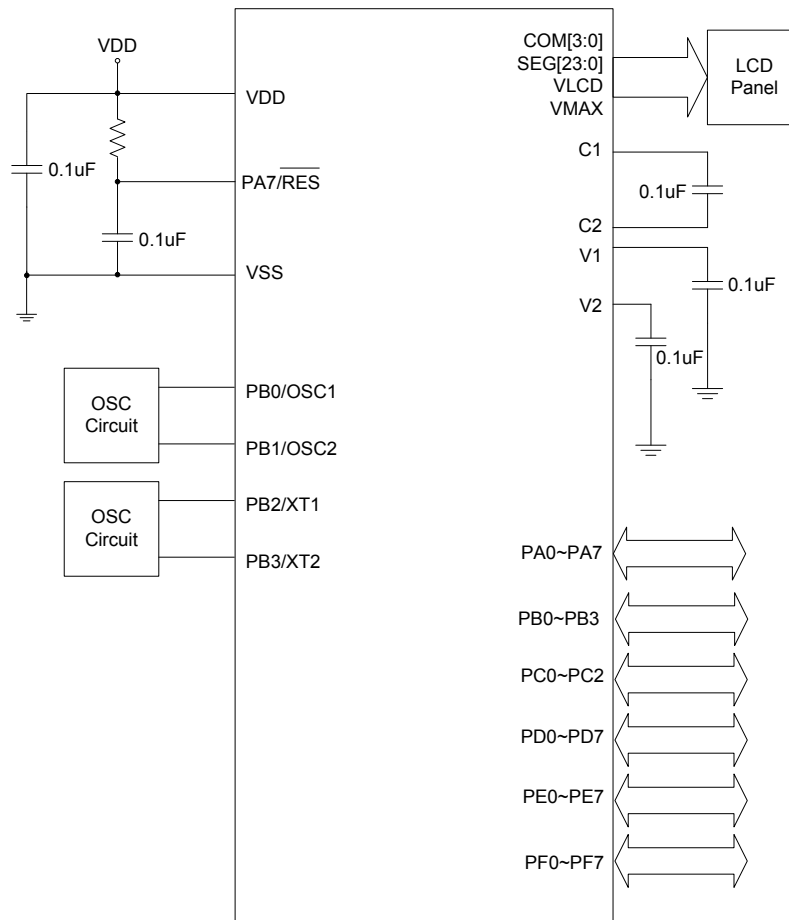 VDD
VDD
0.1uF
PA7/RES
0.1uF
VSS
OSC
Circuit
PB0/OSC1
PB1/OSC2
OSC
Circuit
PB2/XT1
PB3/XT2
COM[3:0]
SEG[23:0]
VLCD
VMAX
LCD
Panel
C1
0.1uF
C2
V1
0.1uF
V2
0.1uF
PA0~PA7
PB0~PB3
PC0~PC2
PD0~PD7
PE0~PE7
PF0~PF7